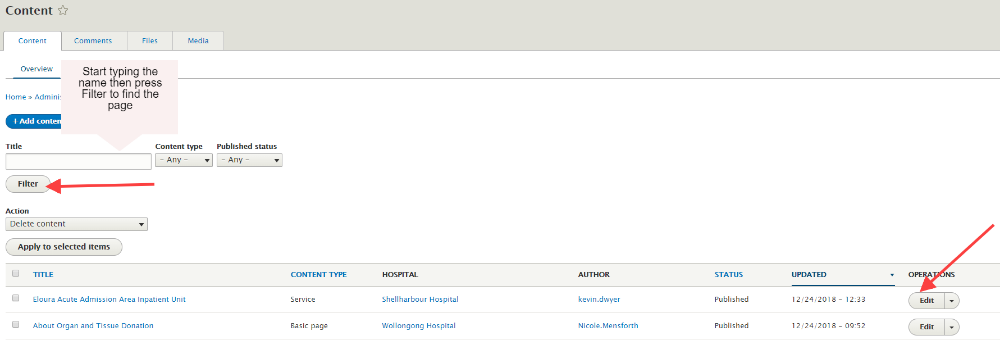 Content
Content Comments Files Media
Overview
Start typing the
name then press
Filter to find the
page
Home » Adminis
+ Add conten
Title Content type Published status
- Any - - Any -
Filter
Action
Delete content
Apply to selected items
TITLE CONTENT TYPE HOSPITAL AUTHOR STATUS UPDATED OPERATIONS
Eloura Acute Admission Area Inpatient Unit Service Shellharbour Hospital kevin.dwyer Published 12/24/2018 - 12:33 Edit
About Organ and Tissue Donation Basic page Wollongong Hospital Nicole.Mensforth Published 12/24/2018 - 09:52 Edit